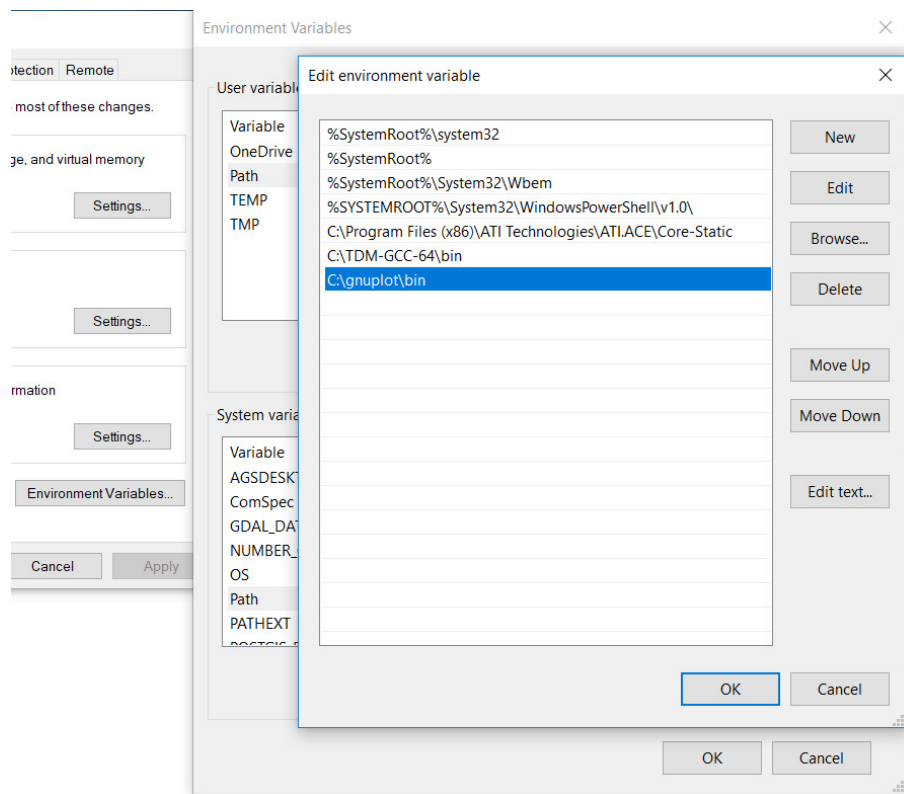 Environment Variables
otection Remote
most of these changes.
ge, and virtual memory
Settings...
Settings...
rmation
Settings...
Environment Variables...
Cancel Apply
User variable
Variable
OneDrive
Path
TEMP
TMP
System varia
Variable
AGSDESKT
ComSpec
GDAL_DAT
NUMBER_
OS
Path
PATHEXT
Edit environment variable
%SystemRoot%\system32
%SystemRoot%
%SystemRoot%\System32\Wbem
%SYSTEMROOT%\System32\WindowsPowerShell\v1.0\
C:\Program Files (x86)\ATI Technologies\ATI.ACE\Core-Static
C:\TDM-GCC-64\bin
C:\gnuplot\bin
New
Edit
Browse...
Delete
Move Up
Move Down
Edit text...
OK Cancel
OK Cancel